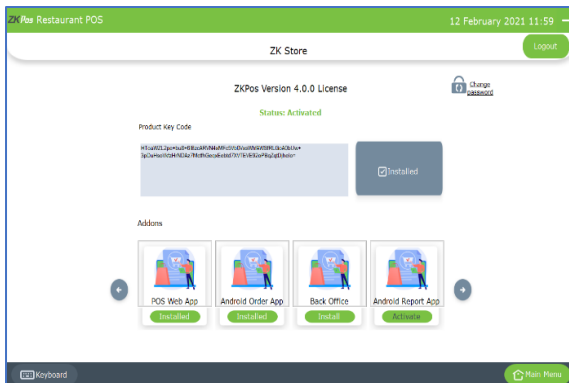 ZKPos Restaurant POS
12 February 2021 11:59
ZK Store
Logout
ZKPos Version 4.0.0 License
Change
password
Status: Activated
Product Key Code
Installed
Addons
POS Web App
Android Order App
Back Office
Android Report App
Installed
Installed
Install
Activate
Keyboard
Main Menu